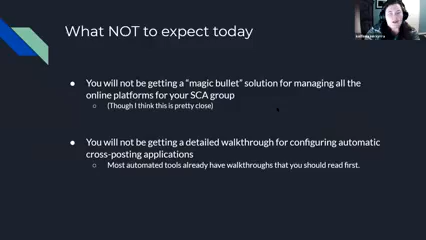 What NOT to expect today
● You will not be getting a “magic bullet” solution for managing all the
online platforms for your SCA group
○ (Though I think this is pretty close)
● You will not be getting a detailed walkthrough for configuring automatic
cross-posting applications
○ Most automated tools already have walkthroughs that you should read first.